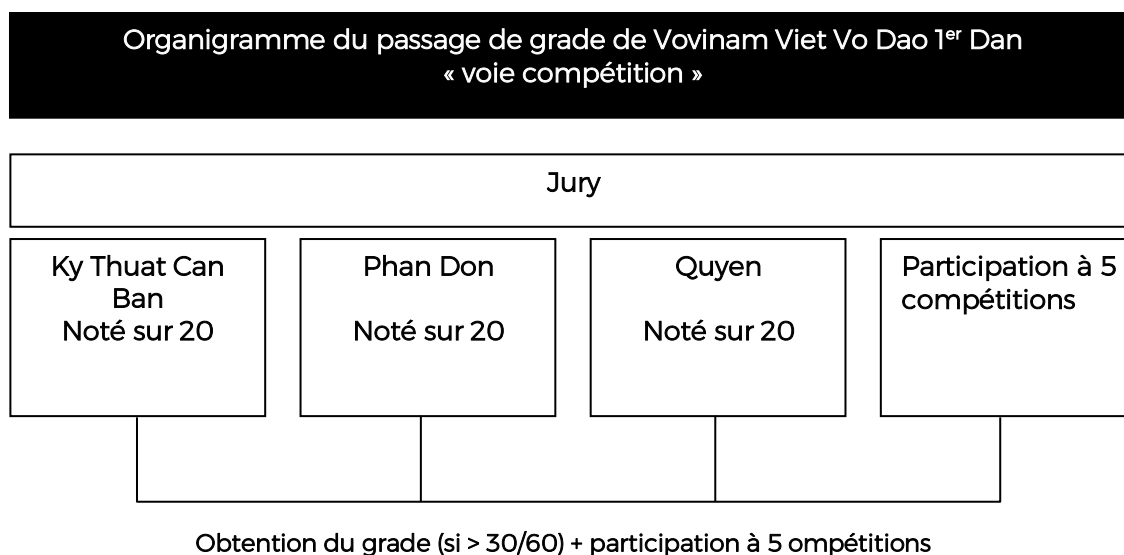 Organigramme du passage de grade de Vovinam Viet Vo Dao 1er Dan
« voie compétition »
Jury
Ky Thuat Can
Ban
Noté sur 20
Phan Don
Noté sur 20
Quyen
Noté sur 20
Participation à 5
compétitions
Obtention du grade (si > 30/60) + participation à 5 ompétitions